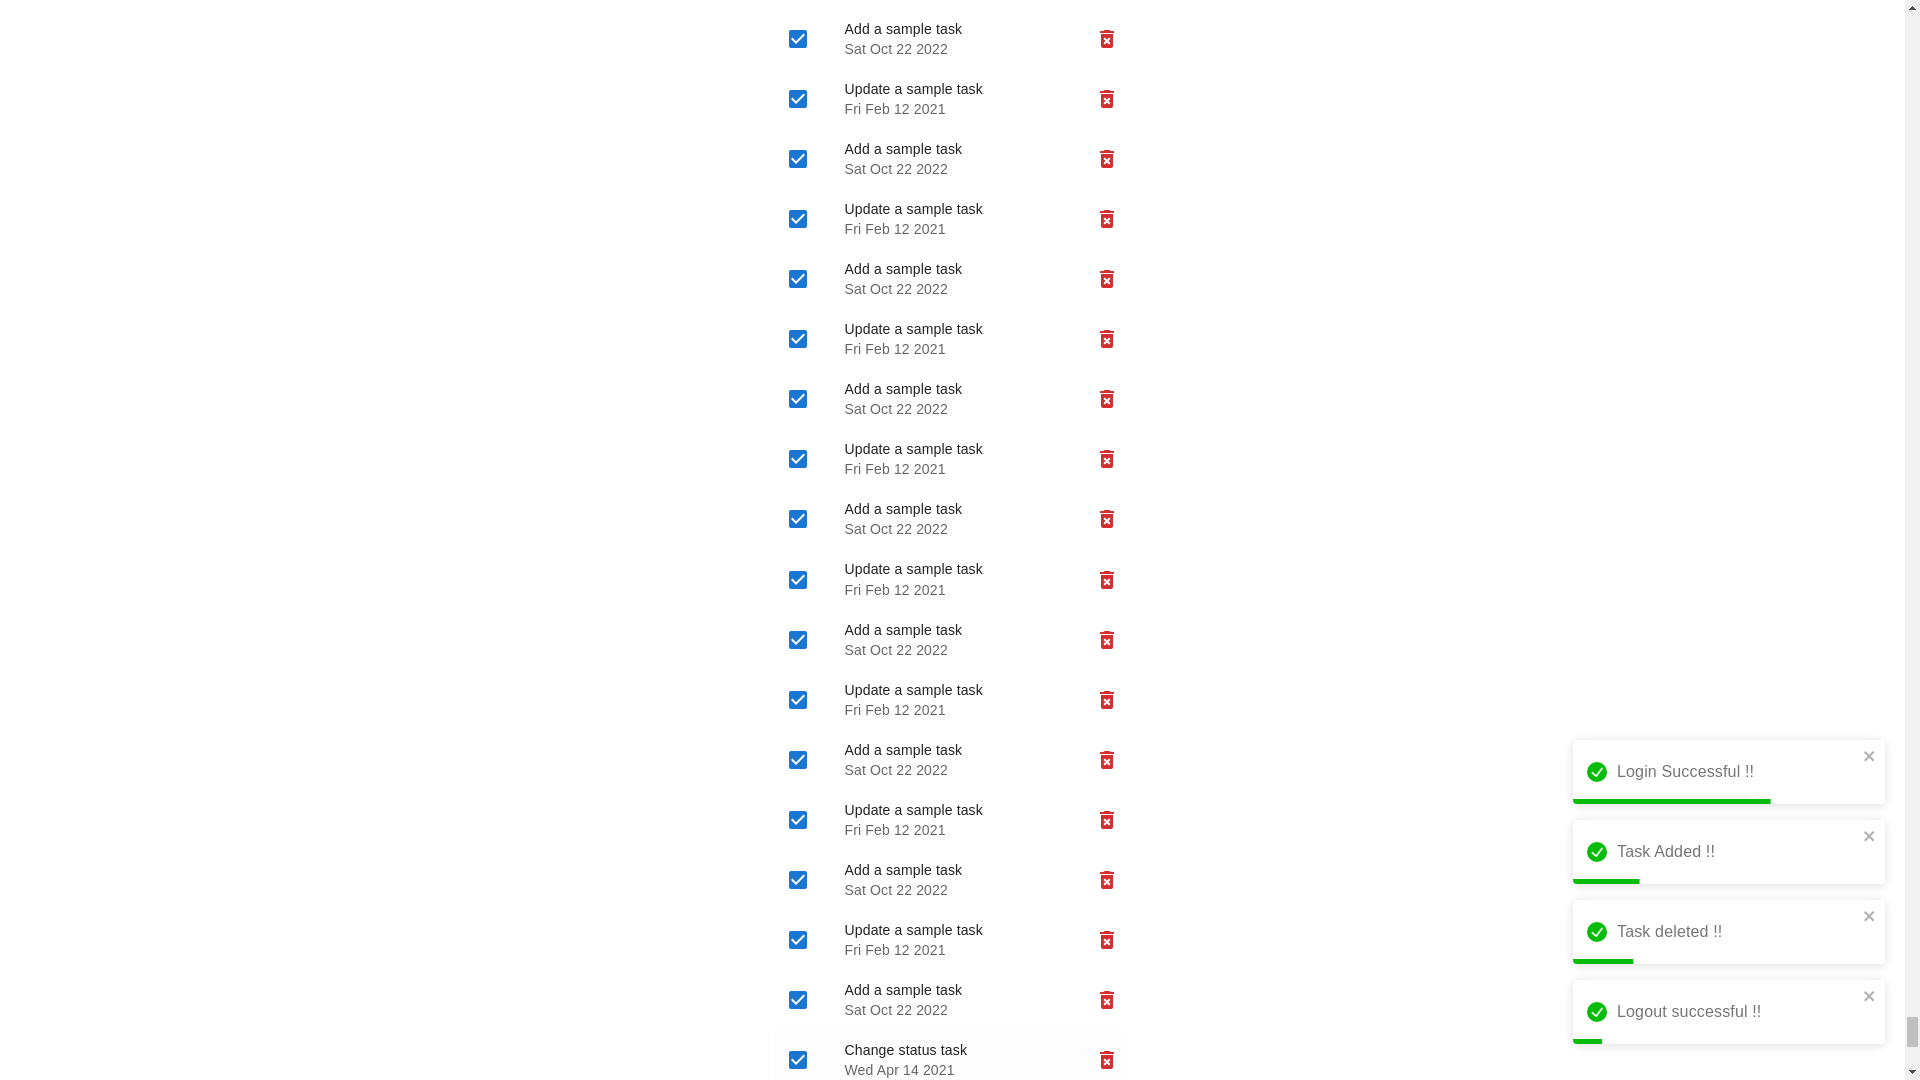 Add a sample task
Sat Oct 22 2022
Update a sample task
Fri Feb 12 2021
Add a sample task
Sat Oct 22 2022
Update a sample task
Fri Feb 12 2021
Add a sample task
Sat Oct 22 2022
Update a sample task
Fri Feb 12 2021
Add a sample task
Sat Oct 22 2022
Update a sample task
Fri Feb 12 2021
Add a sample task
Sat Oct 22 2022
Update a sample task
Fri Feb 12 2021
Add a sample task
Sat Oct 22 2022
Update a sample task
Fri Feb 12 2021
Add a sample task
Sat Oct 22 2022
Update a sample task
Fri Feb 12 2021
Add a sample task
Sat Oct 22 2022
Update a sample task
Fri Feb 12 2021
Add a sample task
Sat Oct 22 2022
Change status task
Wed Apr 14 2021
Login Successful !!
Task Added !!
Task deleted !!
Logout successful !!